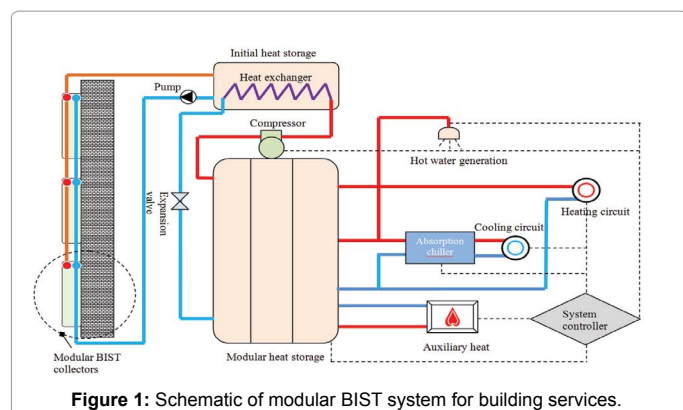 Initial heat storage
Heat exchanger
Pump
Compressor
Hot water generation
Expansion
valve
Heating circuit
Cooling circuit
Absorption
chiller
System
controller
Auxiliary heat
Modular BIST
collectors
Modular heat storage
Figure 1: Schematic of modular BIST system for building services.